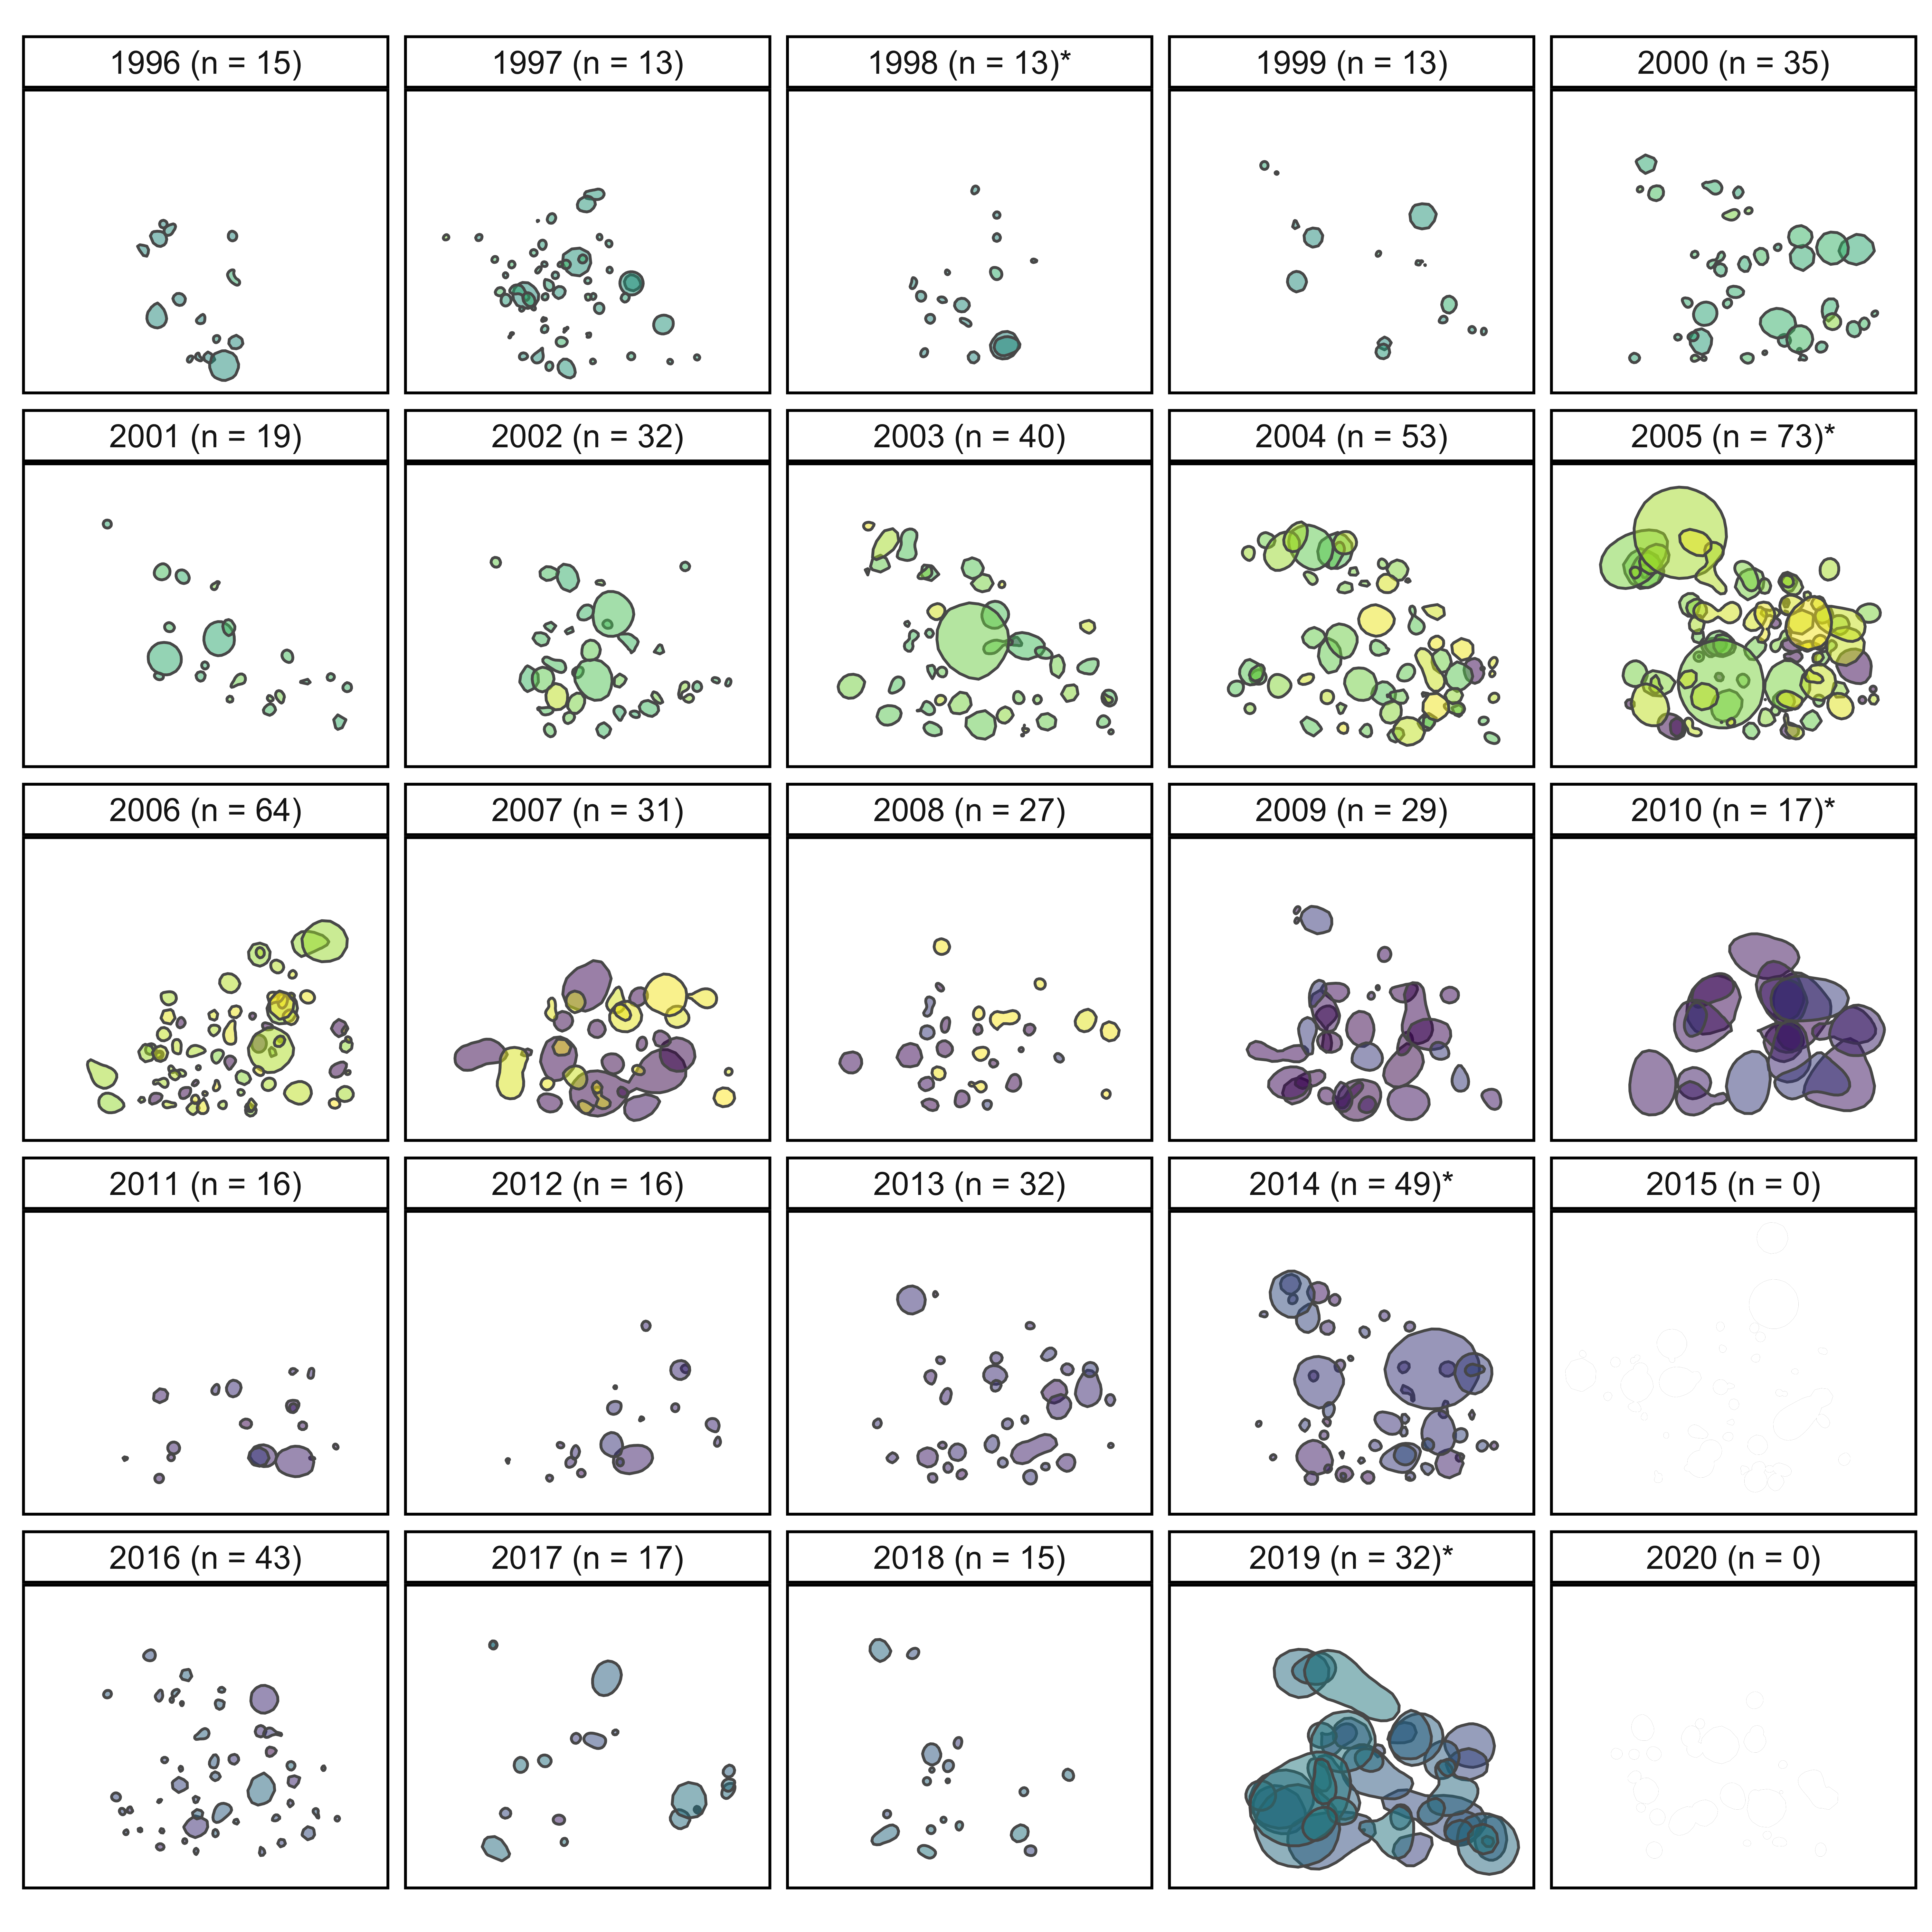 1996 (n = 15)
1997 (n = 13)
1998 (n = 13)*
1999 (n = 13)
2000 (n = 35)
2001 (n = 19)
2002 (n = 32)
2003 (n = 40)
2004 (n = 53)
2005 (n = 73)*
2006 (n = 64)
2007 (n = 31)
2008 (n = 27)
2009 (n = 29)
2010 (n = 17)*
2011 (n = 16)
2012 (n = 16)
2013 (n = 32)
2014 (n = 49)*
2015 (n = 0)
2016 (n = 43)
2017 (n = 17)
2018 (n = 15)
2019 (n = 32)*
2020 (n = 0)